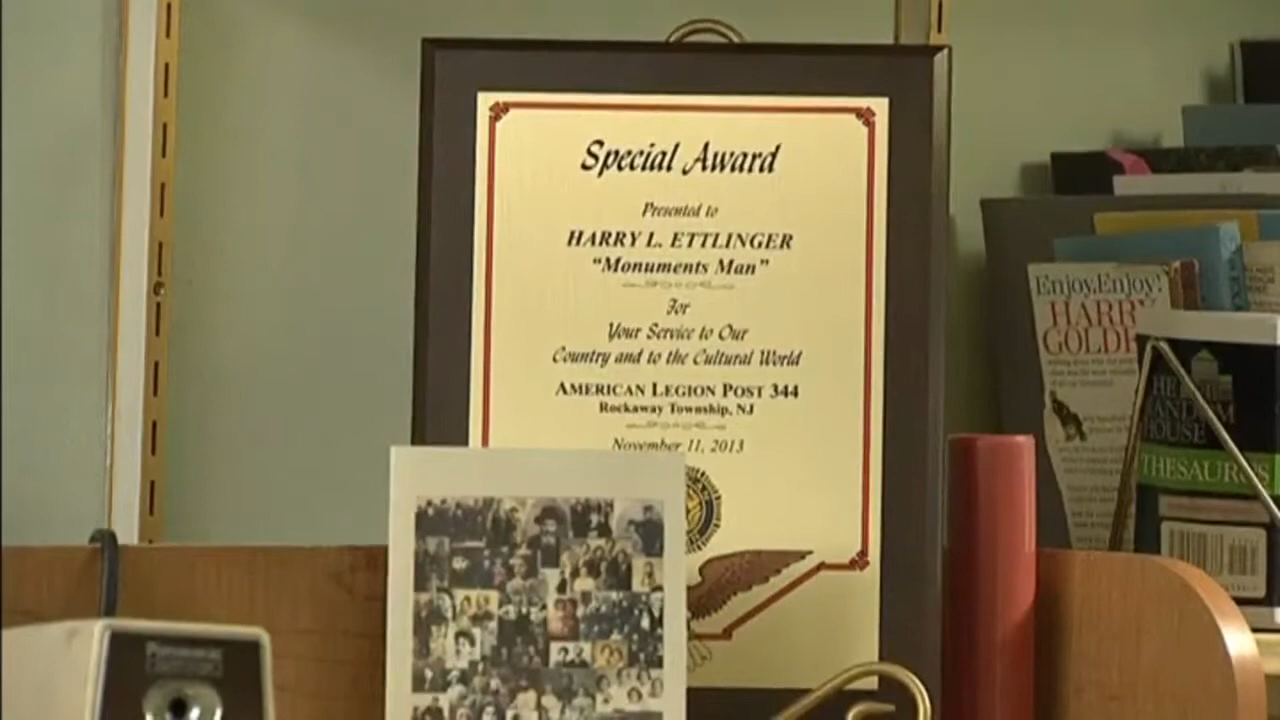 Special Award
Presented to
HARRY L. ETTLINGER
"Monuments Man"
For
Your Service to Our
Country and to the Cultural World
AMERICAN LEGION POST 344
Rockaway Township, NJ
November 11, 2013
Enjoy, Enjoy!
HARRY
HOUSE
THESAURUS